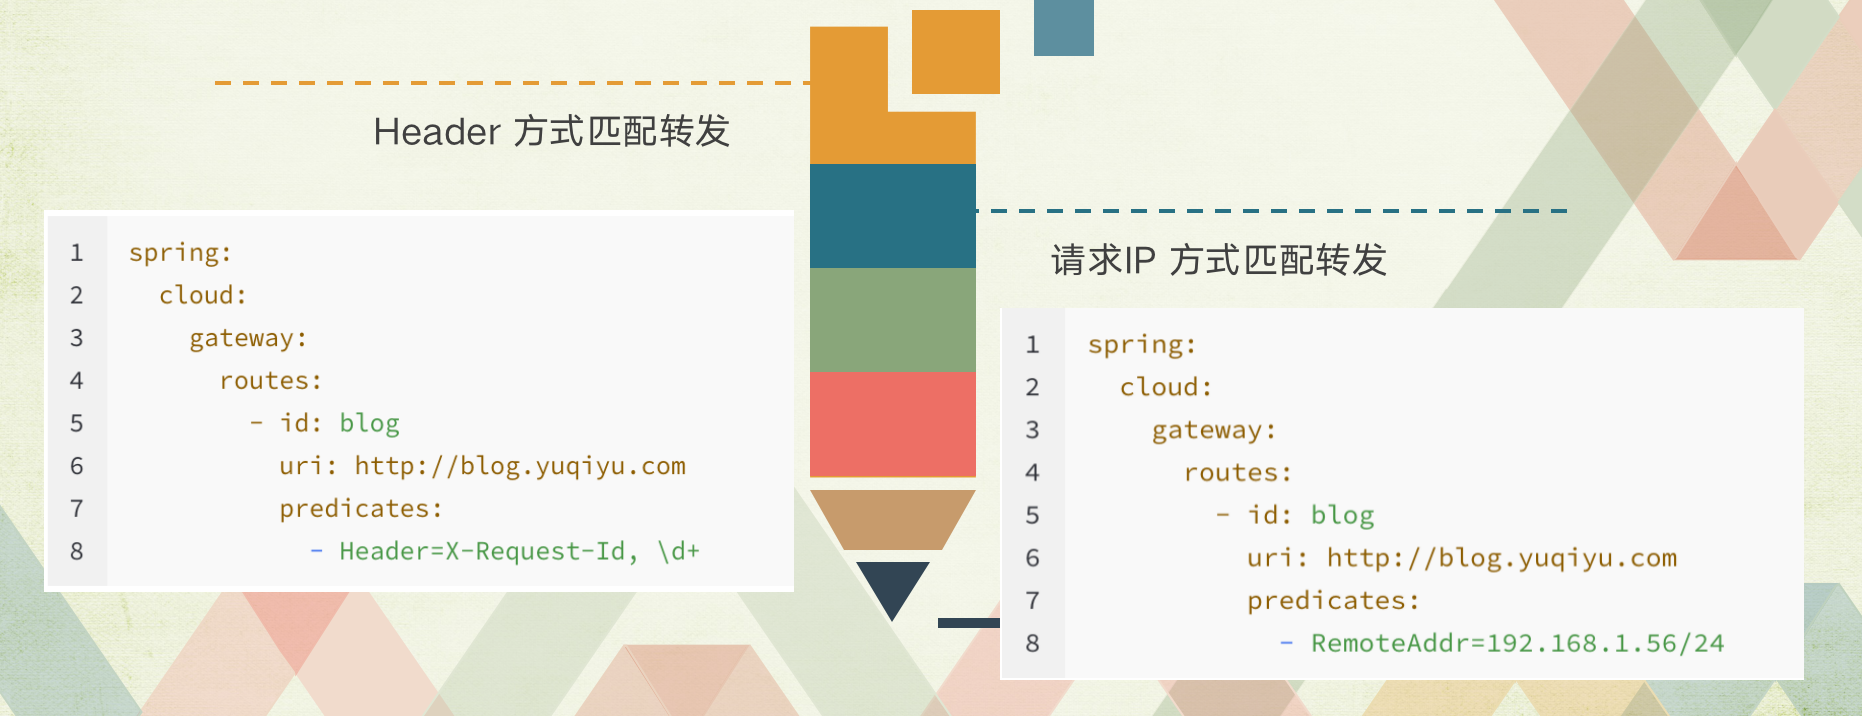 Header 方式匹配转发
1 spring:
2   cloud:
3     gateway:
4       routes:
5         - id: blog
6           uri: http://blog.yuqiyu.com
7           predicates:
8             - Header=X-Request-Id, \d+
请求IP 方式匹配转发
1 spring:
2   cloud:
3     gateway:
4       routes:
5         - id: blog
6           uri: http://blog.yuqiyu.com
7           predicates:
8             - RemoteAddr=192.168.1.56/24